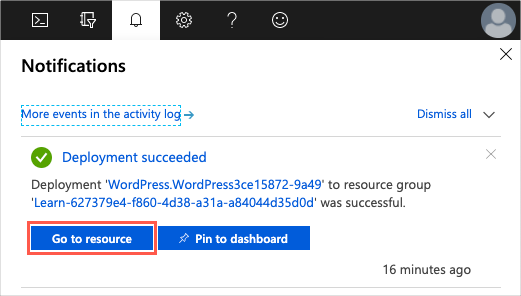 Notifications
More events in the activity log →
Dismiss all
Deployment succeeded
Deployment 'WordPress.WordPress3ce15872-9a49' to resource group
'Learn-627379e4-f860-4d38-a31a-a84044d35d0d' was successful.
Go to resource
Pin to dashboard
16 minutes ago